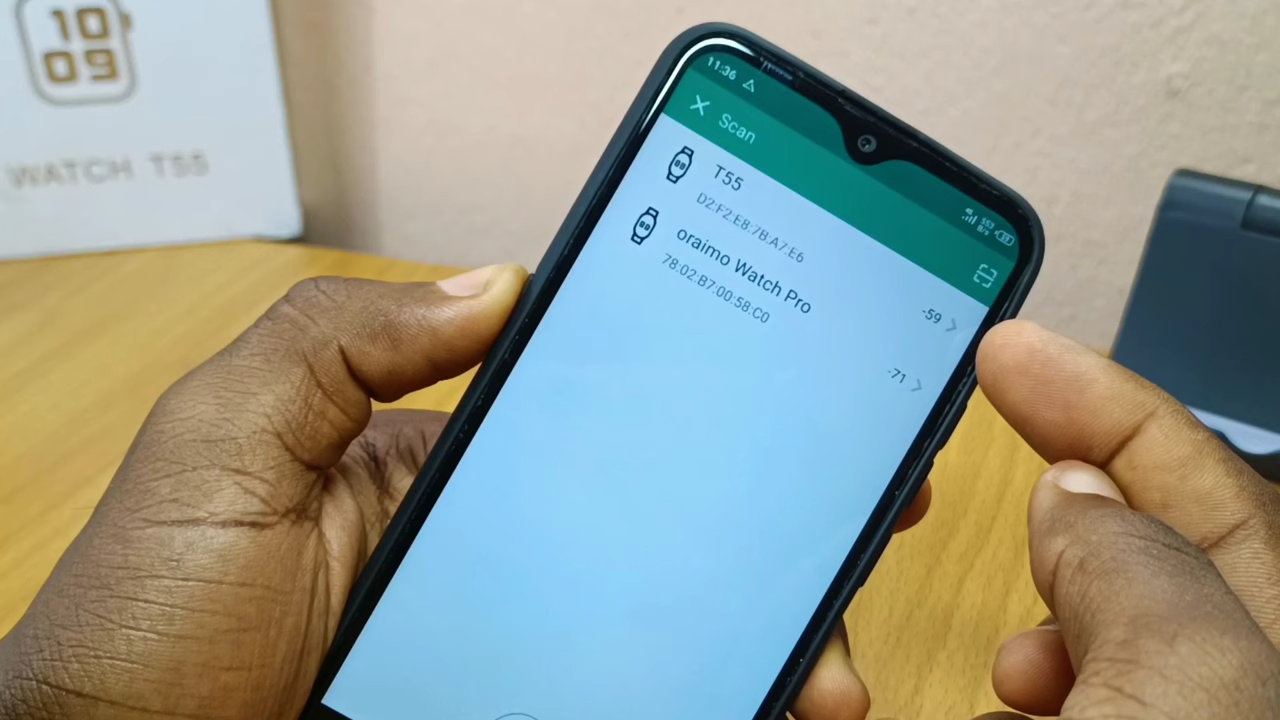 10
09
WATCH T55
11:36
Scan
T55
D2:F2:E8:7B:A7:E6
-59
oraimo Watch Pro
78:02:B7:00:58:C0
-71